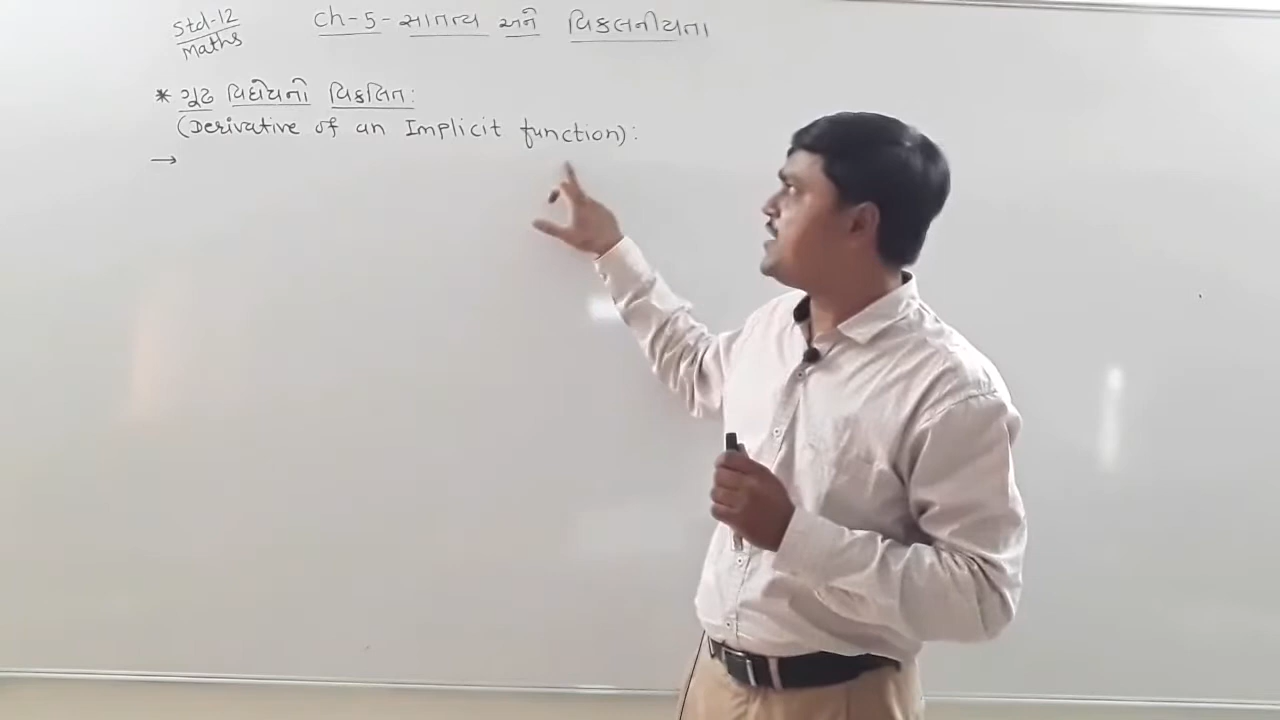 Std-12
Maths
Ch-5- સાતત્ય અને વિકલનીયતા
* ગૂઢ વિધેયનો વિકલિત:
(Derivative of an Implicit function):
→